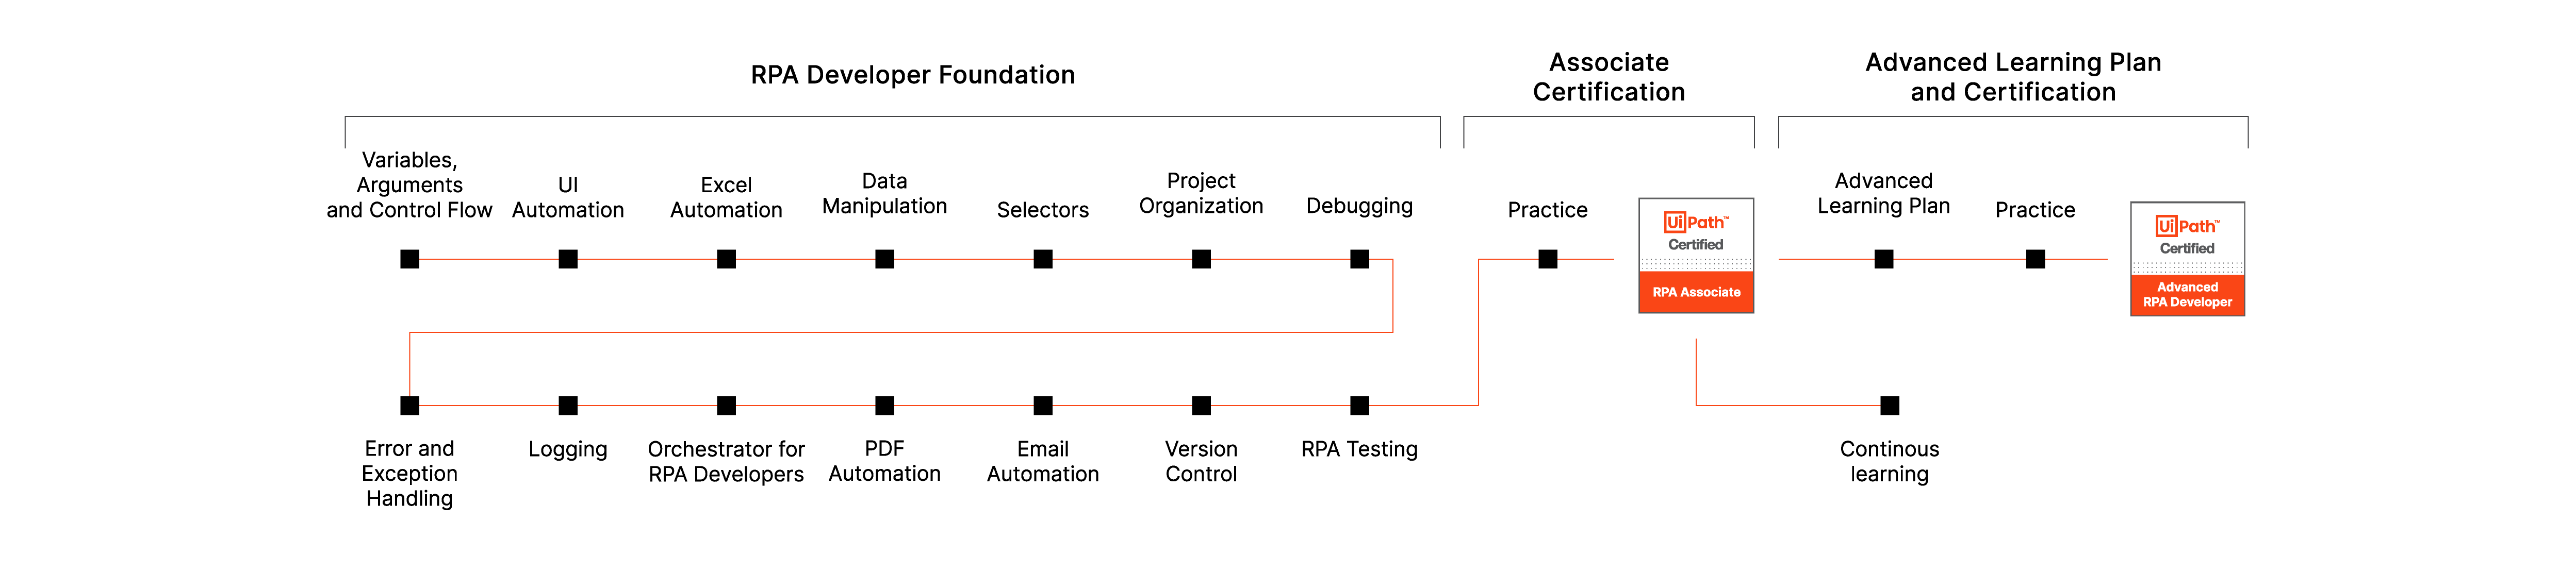 RPA Developer Foundation
Associate
Certification
Advanced Learning Plan
and Certification
Variables,
Arguments
and Control Flow
UI
Automation
Excel
Automation
Data
Manipulation
Selectors
Project
Organization
Debugging
Practice
UiPath™
Certified
RPA Associate
Advanced
Learning Plan
Practice
UiPath™
Certified
Advanced
RPA Developer
Error and
Exception
Handling
Logging
Orchestrator for
RPA Developers
PDF
Automation
Email
Automation
Version
Control
RPA Testing
Continous
learning